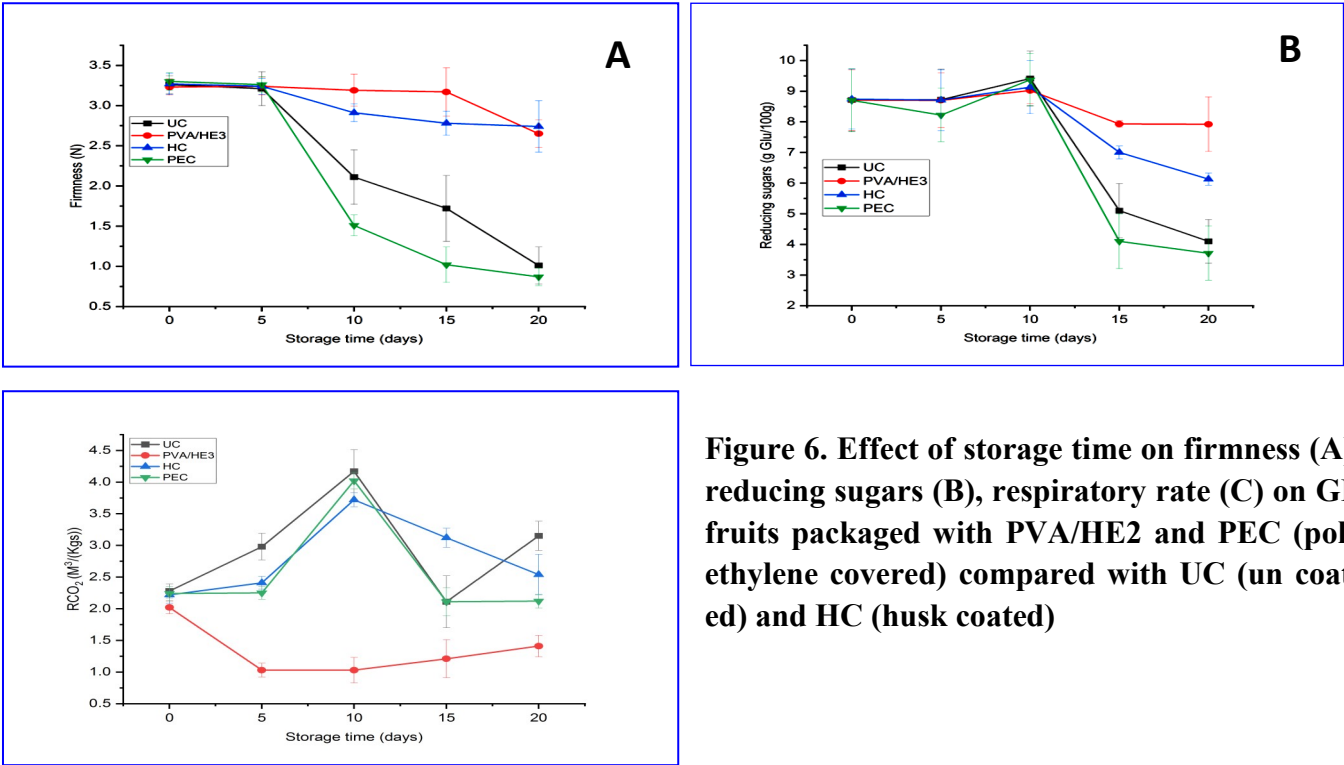 A
3.5
3.0
2.5
2.0
1.5
1.0
0.5
Firmness (N)
UC
PVA/HE3
HC
PEC
0 5 10 15 20
Storage time (days)
B
10
9
8
7
6
5
4
3
2
Reducing sugars (g Glu/100g)
UC
PVA/HE3
HC
PEC
0 5 10 15 20
Storage time (days)
4.5
4.0
3.5
3.0
2.5
2.0
1.5
1.0
0.5
RCO₂ (M³/(Kgs))
UC
PVA/HE3
HC
PEC
0 5 10 15 20
Storage time (days)
Figure 6. Effect of storage time on firmness (A
reducing sugars (B), respiratory rate (C) on
fruits packaged with PVA/HE2 and PEC (pol
ethylene covered) compared with UC (un coat
ed) and HC (husk coated)